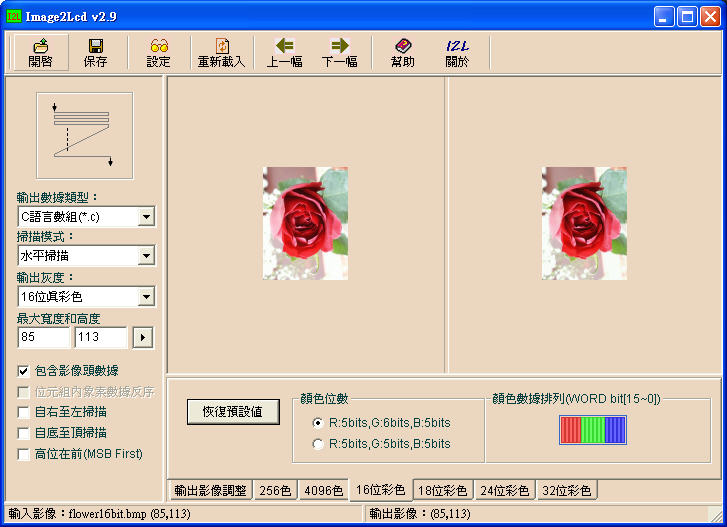 Image2Lcd v2.9
開啓 保存 設定 重新載入 上一幅 下一幅 幫助 I2L 關於
輸出數據類型：
C語言數組(*.c)
掃描模式：
水平掃描
輸出灰度：
16位眞彩色
最大寬度和高度
85 113
包含影像頭數據
位元組內象素數據反序
自右至左掃描
自底至頂掃描
高位在前(MSB First)
恢復預設値
顏色位數
R:5bits,G:6bits,B:5bits
R:5bits,G:5bits,B:5bits
顏色數據排列(WORD bit[15~0])
輸出影像調整 256色 4096色 16位彩色 18位彩色 24位彩色 32位彩色
輸入影像：flower16bit.bmp (85,113) 輸出影像：(85,113)